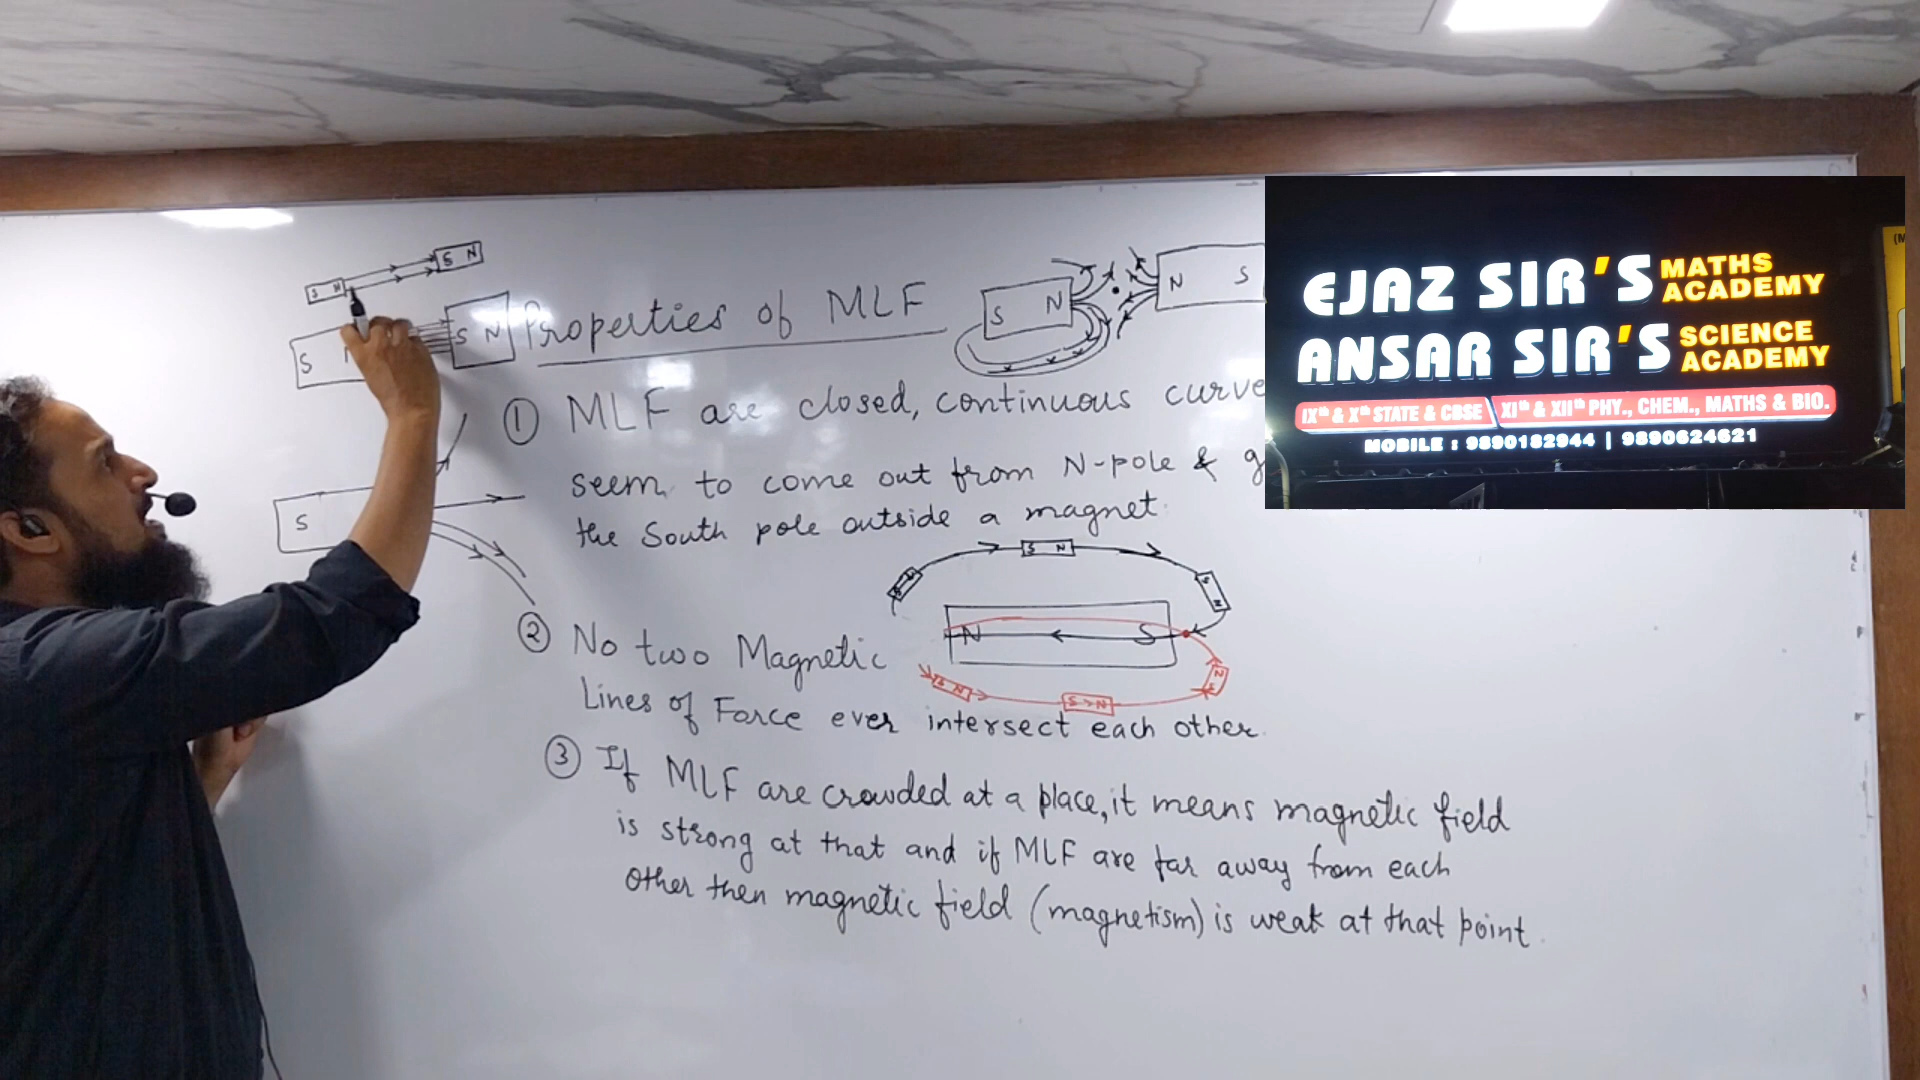 S N
S N
S N
S
Properties of MLF
S N
N S
① MLF are closed, continuous curve
seem to come out from N-pole &
the South pole outside a magnet.
S
S N
N S
② No two Magnetic
Lines of Force ever intersect each other.
S N
S N
S N
③ If MLF are crowded at a place, it means magnetic field
is strong at that and if MLF are far away from each
other then magnetic field (magnetism) is weak at that point.
EJAZ SIR'S MATHS ACADEMY
ANSAR SIR'S SCIENCE ACADEMY
IXth & Xth STATE & CBSE XIth & XIIth PHY., CHEM., MATHS & BIO.
MOBILE : 9890182944 | 9890624621